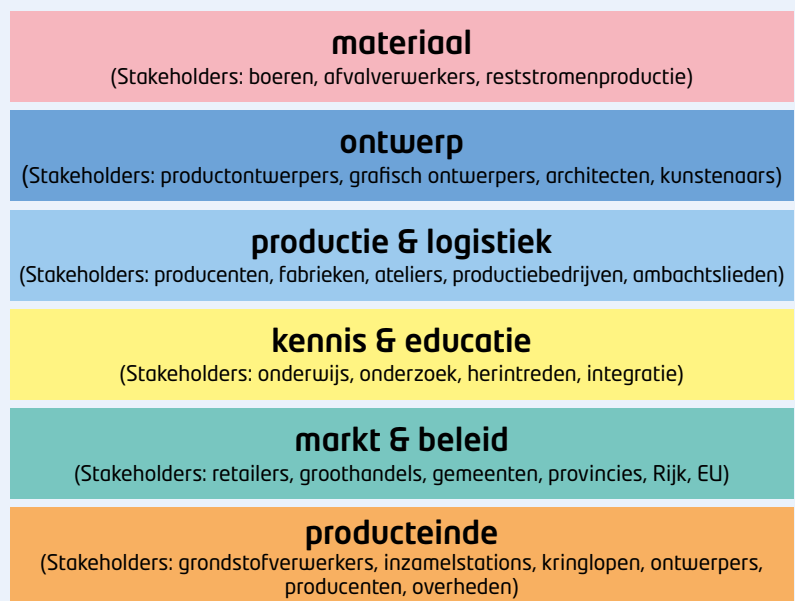 materiaal
(Stakeholders: boeren, afvalverwerkers, reststromenproductie)
ontwerp
(Stakeholders: productontwerpers, grafisch ontwerpers, architecten, kunstenaars)
productie & logistiek
(Stakeholders: producenten, fabrieken, ateliers, productiebedrijven, ambachtslieden)
kennis & educatie
(Stakeholders: onderwijs, onderzoek, herintreden, integratie)
markt & beleid
(Stakeholders: retailers, groothandels, gemeenten, provincies, Rijk, EU)
producteinde
(Stakeholders: grondstofverwerkers, inzamelstations, kringlopen, ontwerpers,
producenten, overheden)